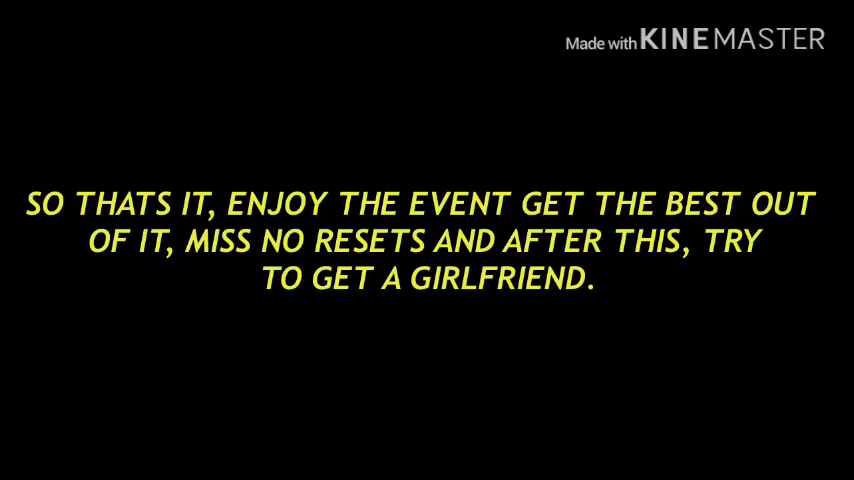 Made with KINEMASTER
SO THATS IT, ENJOY THE EVENT GET THE BEST OUT
OF IT, MISS NO RESETS AND AFTER THIS, TRY
TO GET A GIRLFRIEND.